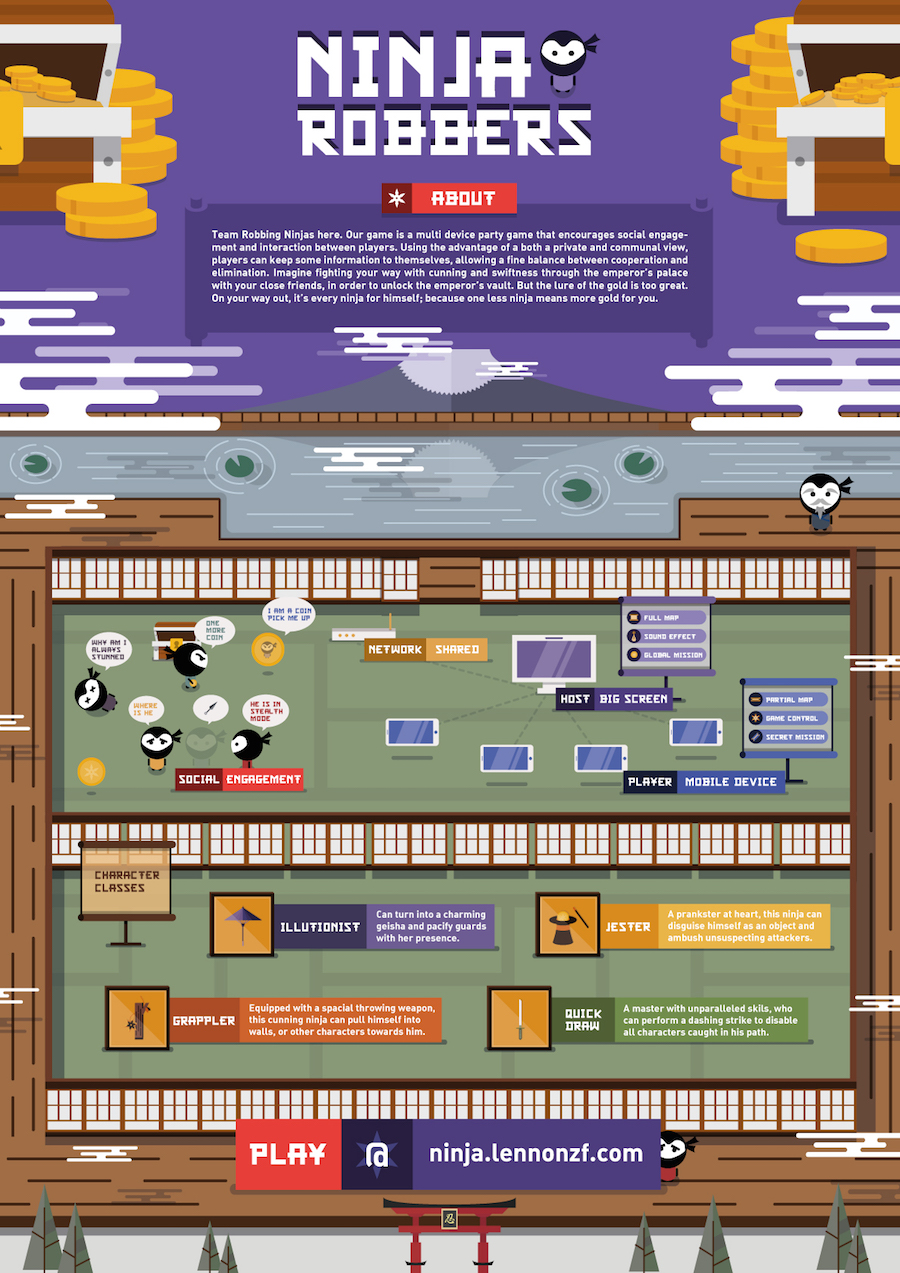 NINJA
ROBBERS
ABOUT
Team Robbing Ninjas here. Our game is a multi device party game that encourages social engage-
ment and interaction between players. Using the advantage of a both a private and communal view,
players can keep some information to themselves, allowing a fine balance between cooperation and
elimination. Imagine fighting your way with cunning and swiftness through the emperor's palace
with your close friends, in order to unlock the emperor's vault. But the lure of the gold is too great.
On your way out, it's every ninja for himself; because one less ninja means more gold for you.
I AM A COIN
PICK ME UP
ONE
MORE
COIN
WHY AM I
ALWAYS
STUNNED
WHERE
IS HE
HE IS IN
STEALTH
MODE
SOCIAL ENGAGEMENT
NETWORK SHARED
FULL MAP
SOUND EFFECT
GLOBAL MISSION
HOST BIG SCREEN
PARTIAL MAP
GAME CONTROL
SECRET MISSION
PLAYER MOBILE DEVICE
CHARACTER
CLASSES
ILLUTIONIST
Can turn into a charming
geisha and pacify guards
with her presence.
JESTER
A prankster at heart, this ninja can
disguise himself as an object and
ambush unsuspecting attackers.
GRAPPLER
Equipped with a spacial throwing weapon,
this cunning ninja can pull himself into
walls, or other characters towards him.
QUICK
DRAW
A master with unparalleled skils, who
can perform a dashing strike to disable
all characters caught in his path.
PLAY @ ninja.lennonzf.com
忍